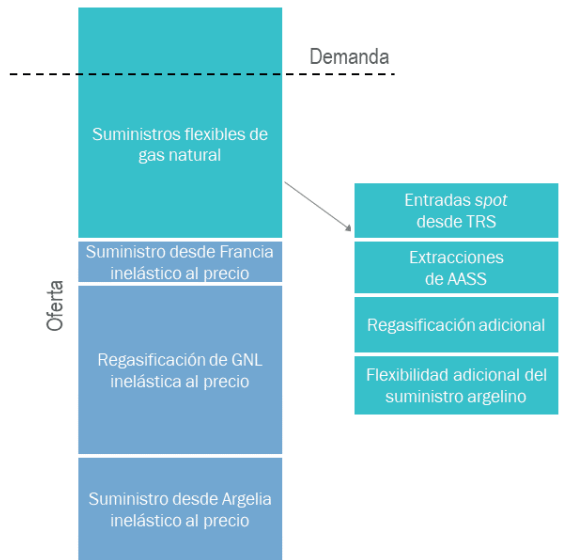 Demanda
Suministros flexibles de
gas natural
Suministro desde Francia
inelástico al precio
Regasificación de GNL
inelástica al precio
Suministro desde Argelia
inelástico al precio
Oferta
Entradas spot
desde TRS
Extracciones
de AASS
Regasificación adicional
Flexibilidad adicional del
suministro argelino